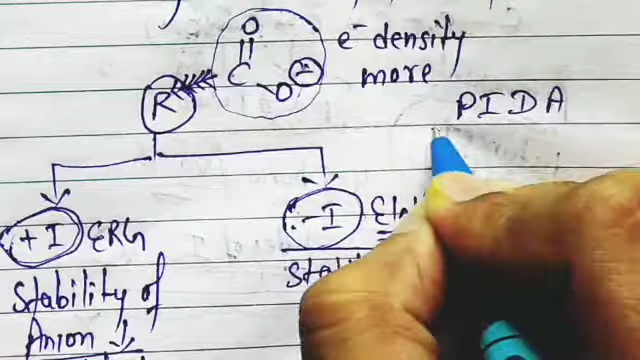 O
||
R C O⊖
e⁻ density
more
PIDA
+I ERG
Stability of
Anion ↓
-I